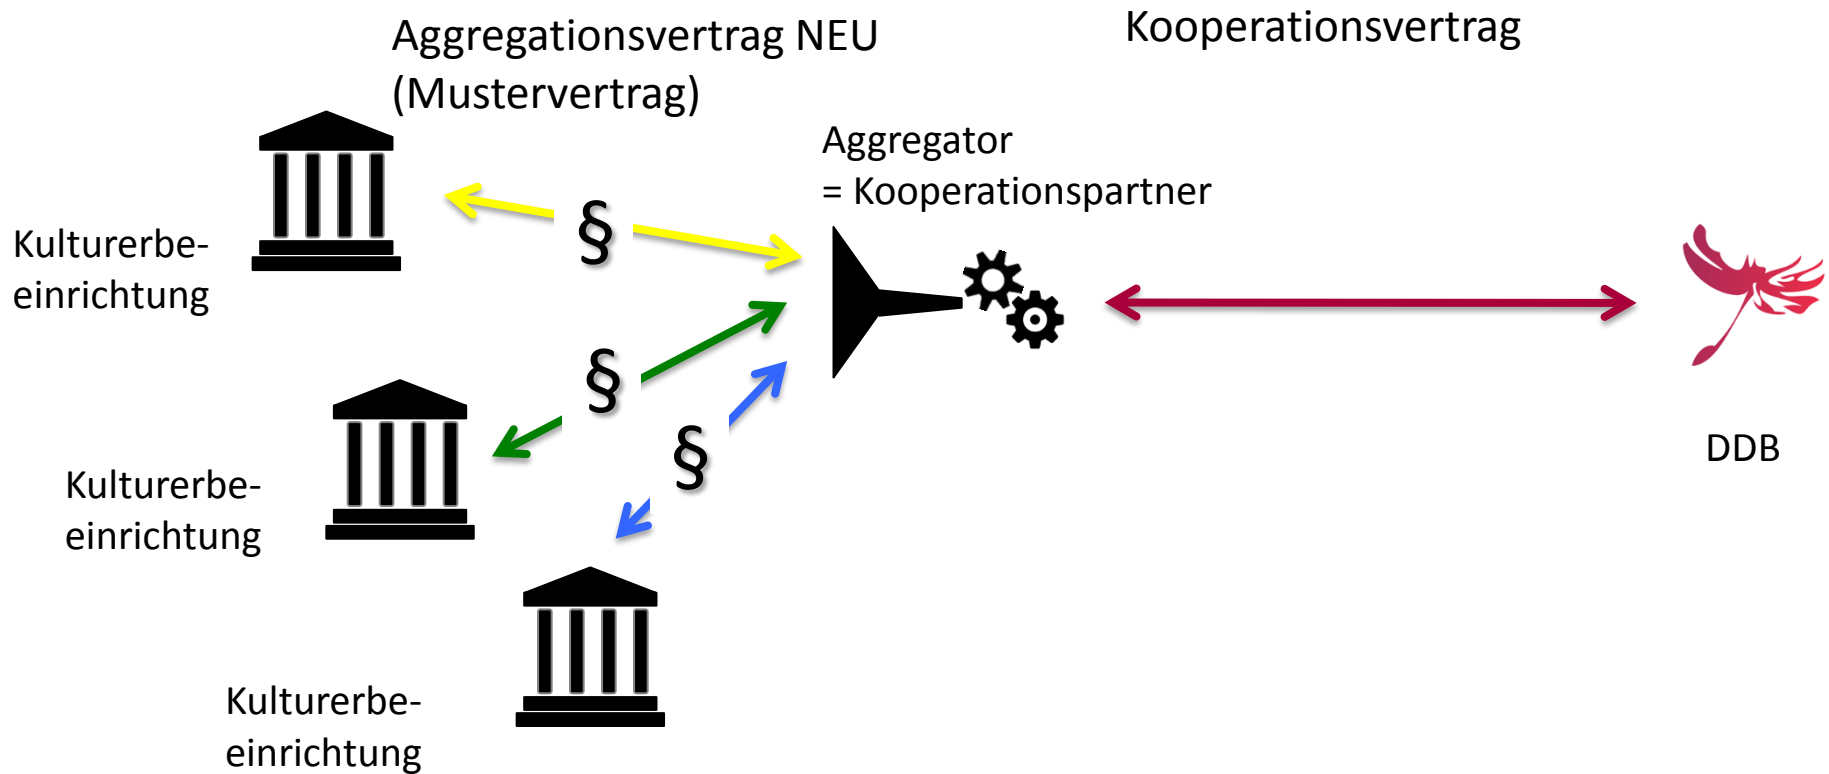 Aggregationsvertrag NEU
(Mustervertrag)
Kooperationsvertrag
Aggregator
= Kooperationspartner
Kulturerbe-
einrichtung
§
§
§
Kulturerbe-
einrichtung
Kulturerbe-
einrichtung
DDB